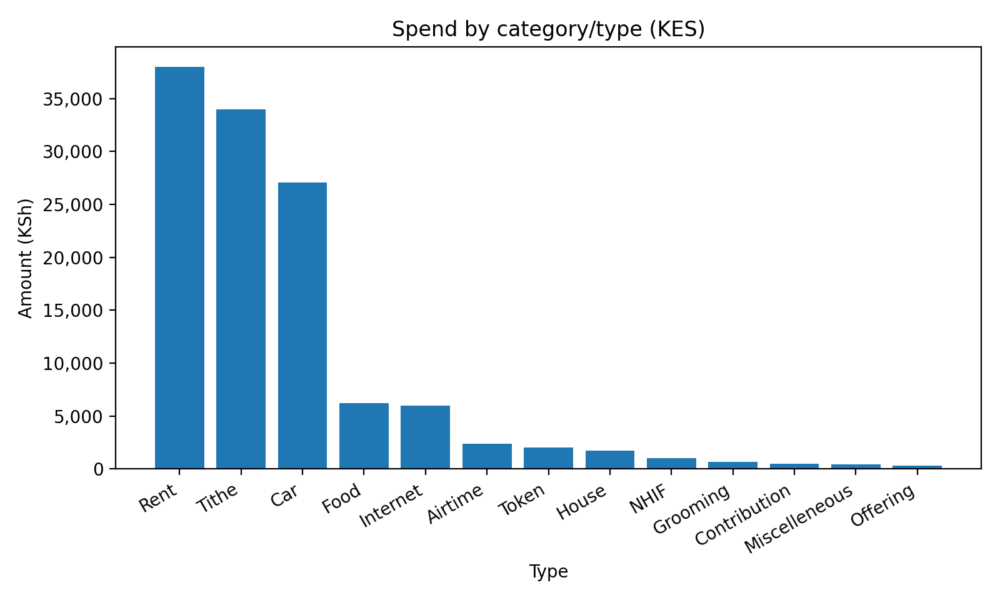 Spend by category/type (KES)
Amount (KSh)
35,000
30,000
25,000
20,000
15,000
10,000
5,000
0
Rent
Tithe
Car
Food
Internet
Airtime
Token
House
NHIF
Grooming
Contribution
Miscelleneous
Offering
Type